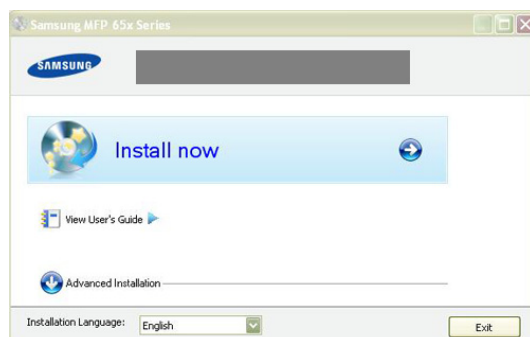 Samsung MFP 65x Series
SAMSUNG
Install now
View User's Guide
Advanced Installation
Installation Language: English Exit